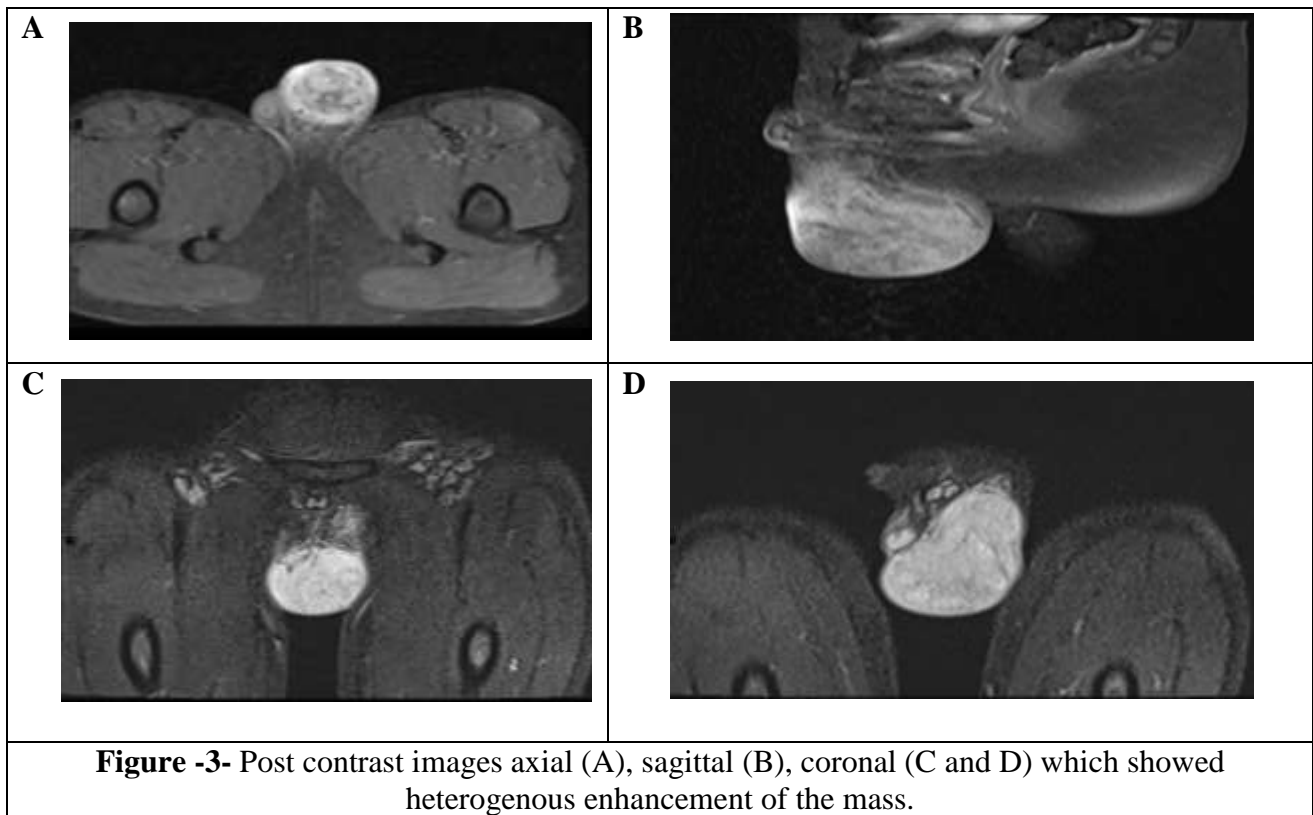 A
B
C
D
Figure -3- Post contrast images axial (A), sagittal (B), coronal (C and D) which showed
heterogenous enhancement of the mass.